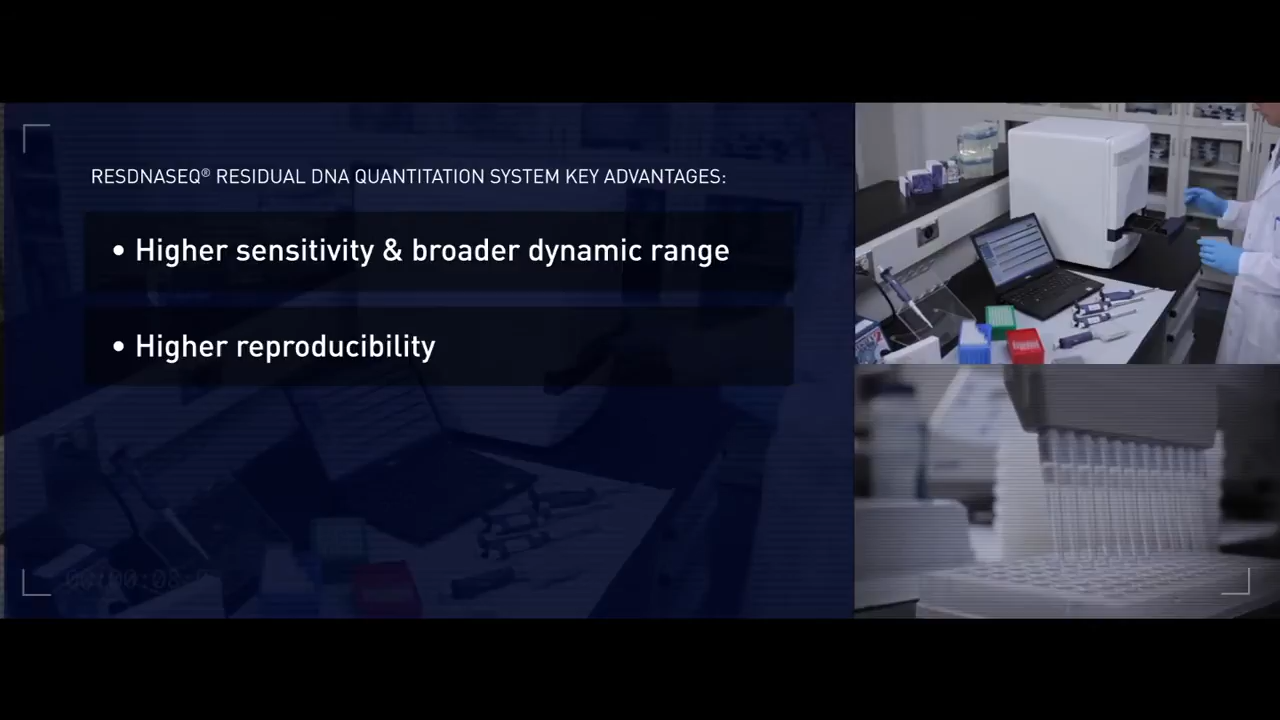 RESDNASEQ® RESIDUAL DNA QUANTITATION SYSTEM KEY ADVANTAGES:
• Higher sensitivity & broader dynamic range
• Higher reproducibility